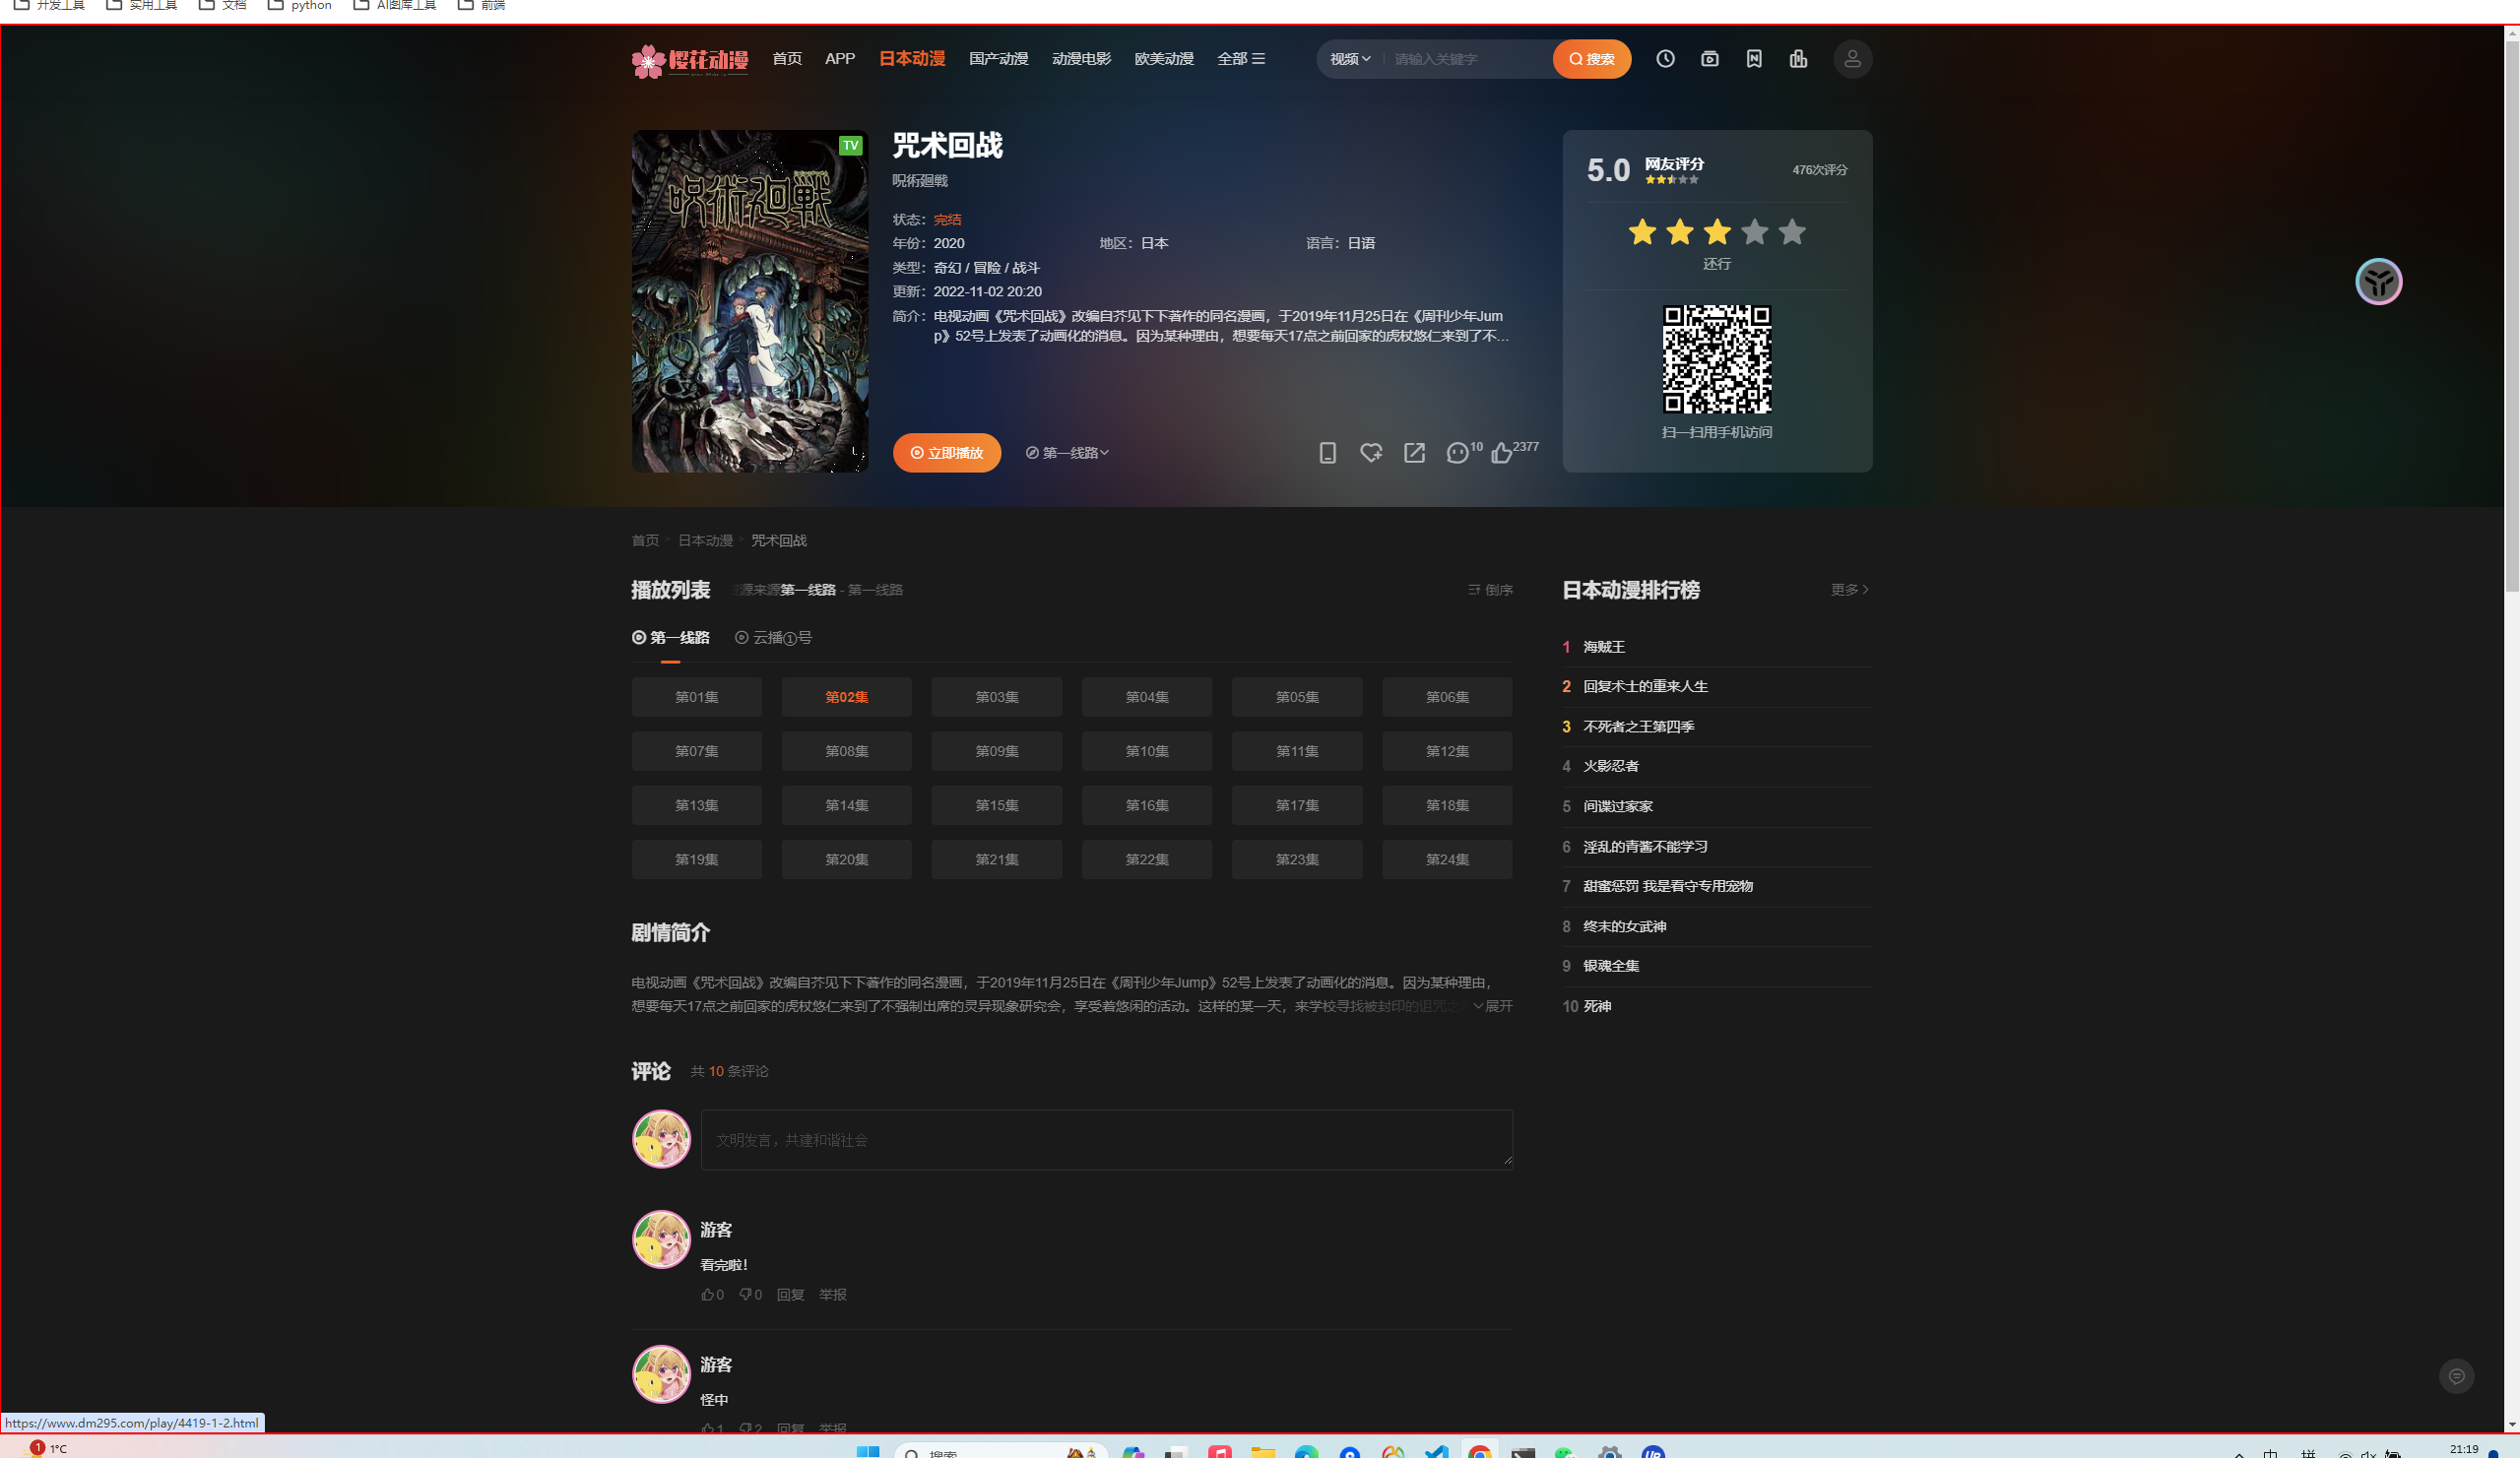 开发工具 实用工具 文档 python AI图库工具 前端
樱花动漫 首页 APP 日本动漫 国产动漫 动漫电影 欧美动漫 全部 视频 请输入关键字 搜索
TV
呪術廻戦
咒术回战
呪術廻戦
状态：完结
年份：2020 地区：日本 语言：日语
类型：奇幻 / 冒险 / 战斗
更新：2022-11-02 20:20
简介：电视动画《咒术回战》改编自芥见下下著作的同名漫画，于2019年11月25日在《周刊少年Jum
p》52号上发表了动画化的消息。因为某种理由，想要每天17点之前回家的虎杖悠仁来到了不...
立即播放 第一线路 10 2377
5.0 网友评分 476次评分
还行
扫一扫用手机访问
首页 > 日本动漫 > 咒术回战
播放列表 资源来源第一线路 - 第一线路 倒序
第一线路 云播①号
第01集 第02集 第03集 第04集 第05集 第06集
第07集 第08集 第09集 第10集 第11集 第12集
第13集 第14集 第15集 第16集 第17集 第18集
第19集 第20集 第21集 第22集 第23集 第24集
日本动漫排行榜 更多
1 海贼王
2 回复术士的重来人生
3 不死者之王第四季
4 火影忍者
5 间谍过家家
6 淫乱的青酱不能学习
7 甜蜜惩罚 我是看守专用宠物
8 终末的女武神
9 银魂全集
10 死神
剧情简介
电视动画《咒术回战》改编自芥见下下著作的同名漫画，于2019年11月25日在《周刊少年Jump》52号上发表了动画化的消息。因为某种理由，
想要每天17点之前回家的虎杖悠仁来到了不强制出席的灵异现象研究会，享受着悠闲的活动。这样的某一天，来学校寻找被封印的诅咒之 展开
评论 共 10 条评论
文明发言，共建和谐社会
游客
看完啦！
0 0 回复 举报
游客
怪中
1 2 回复 举报
https://www.dm295.com/play/4419-1-2.html
1 1°C 搜索 中 拼 21:19